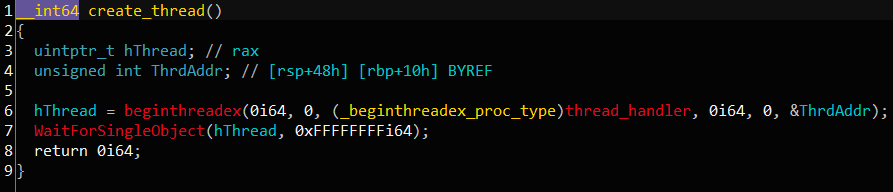 1 __int64 create_thread()
2 {
3   uintptr_t hThread; // rax
4   unsigned int ThrdAddr; // [rsp+48h] [rbp+10h] BYREF
5
6   hThread = beginthreadex(0i64, 0, (_beginthreadex_proc_type)thread_handler, 0i64, 0, &ThrdAddr);
7   WaitForSingleObject(hThread, 0xFFFFFFFFi64);
8   return 0i64;
9 }